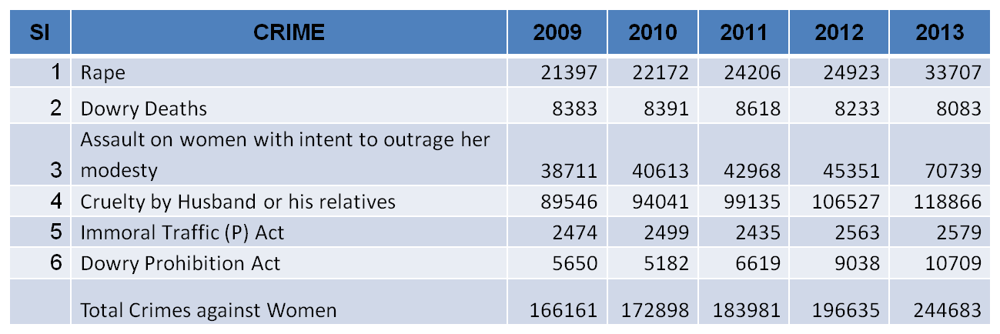 SI CRIME 2009 2010 2011 2012 2013
1 Rape 21397 22172 24206 24923 33707
2 Dowry Deaths 8383 8391 8618 8233 8083
Assault on women with intent to outrage her
3 modesty 38711 40613 42968 45351 70739
4 Cruelty by Husband or his relatives 89546 94041 99135 106527 118866
5 Immoral Traffic (P) Act 2474 2499 2435 2563 2579
6 Dowry Prohibition Act 5650 5182 6619 9038 10709
Total Crimes against Women 166161 172898 183981 196635 244683